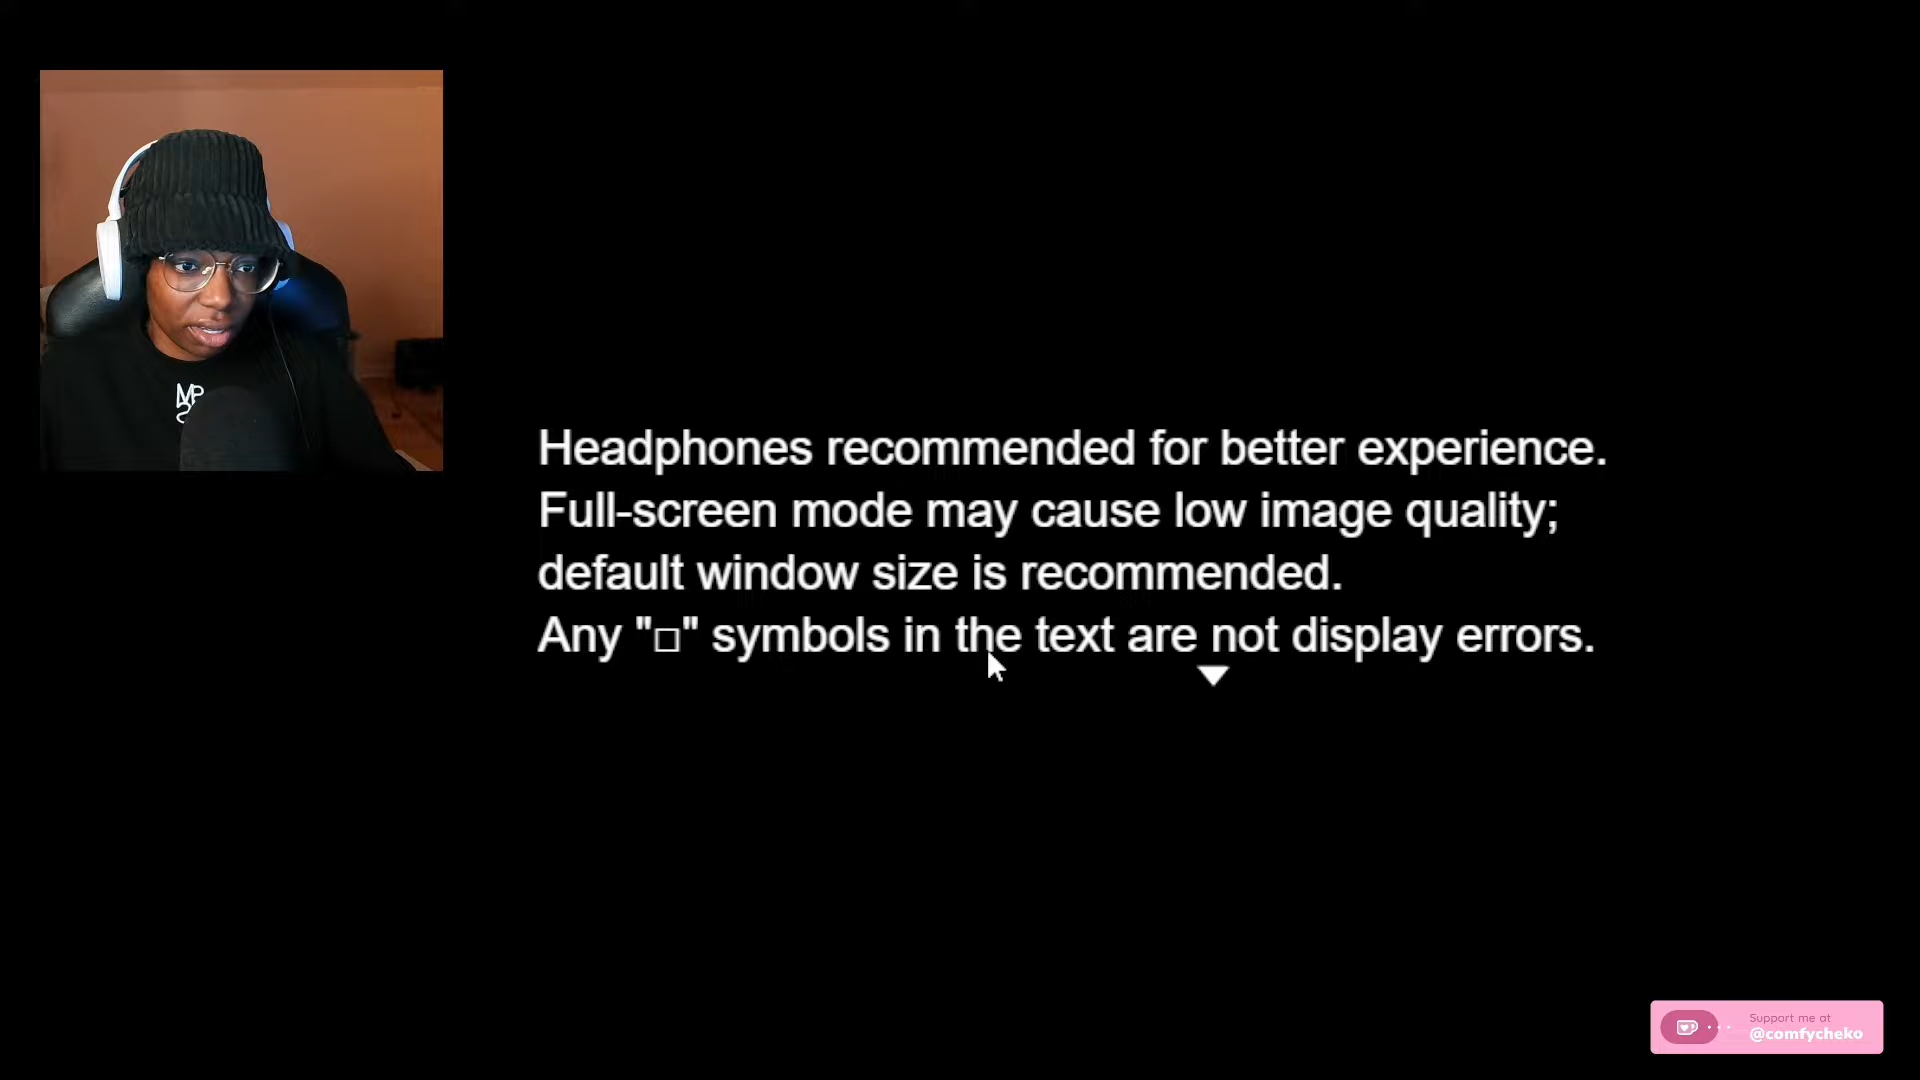 Headphones recommended for better experience.
Full-screen mode may cause low image quality;
default window size is recommended.
Any "□" symbols in the text are not display errors.
Support me at
@comfycheko